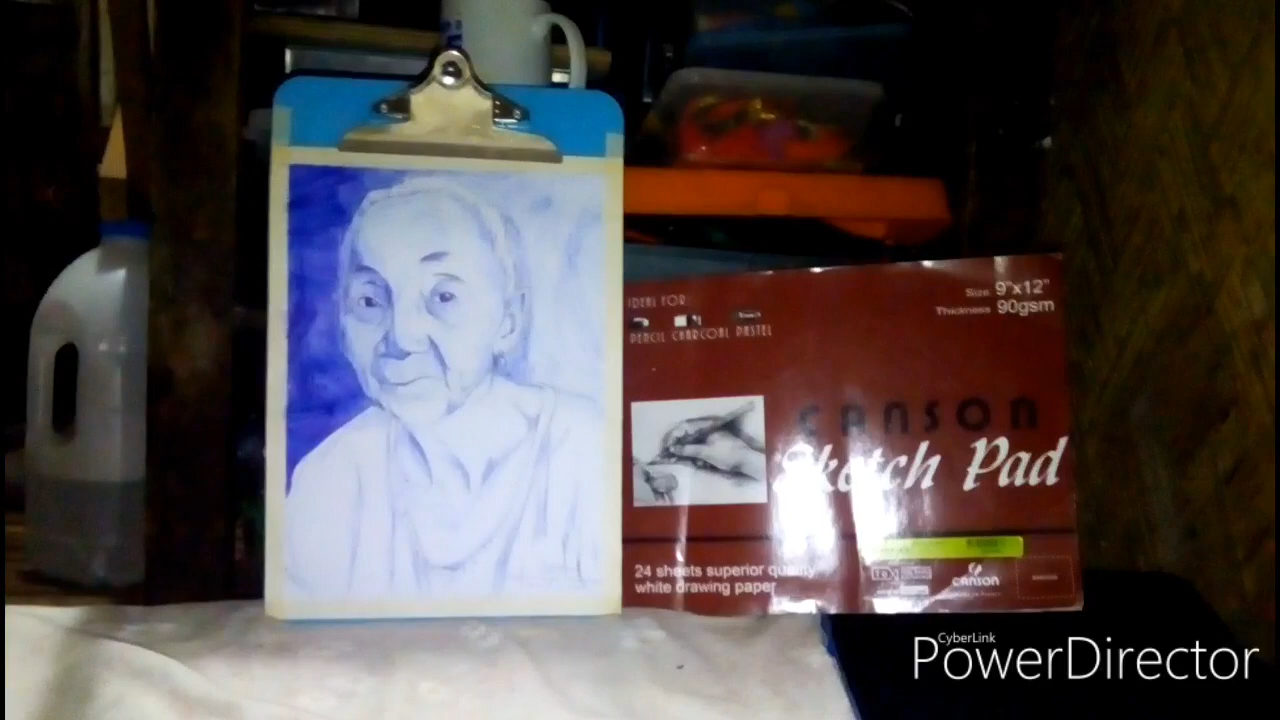 IDEAL FOR:
PENCIL CHARCOAL PASTEL
Size 9"x12"
Thickness 90gsm
CANSON
Sketch Pad
24 sheets superior quality
white drawing paper
CANSON
CyberLink
PowerDirector